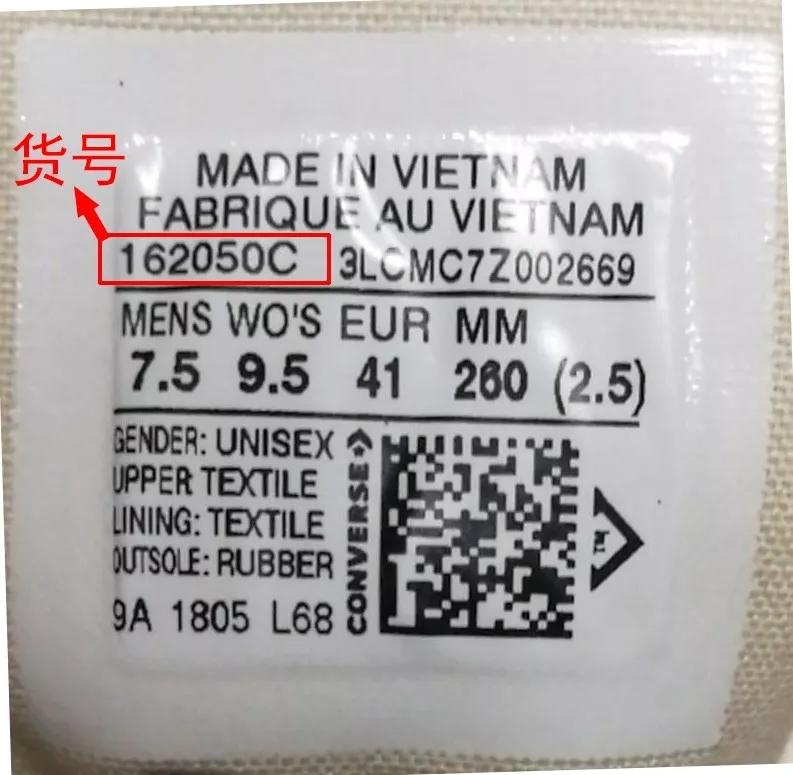 货号
MADE IN VIETNAM
FABRIQUE AU VIETNAM
162050C 3LCMC7Z002669
MENS WO'S EUR MM
7.5 9.5 41 260 (2.5)
GENDER: UNISEX
UPPER TEXTILE
LINING: TEXTILE
OUTSOLE: RUBBER
9A 1805 L68
CONVERSE